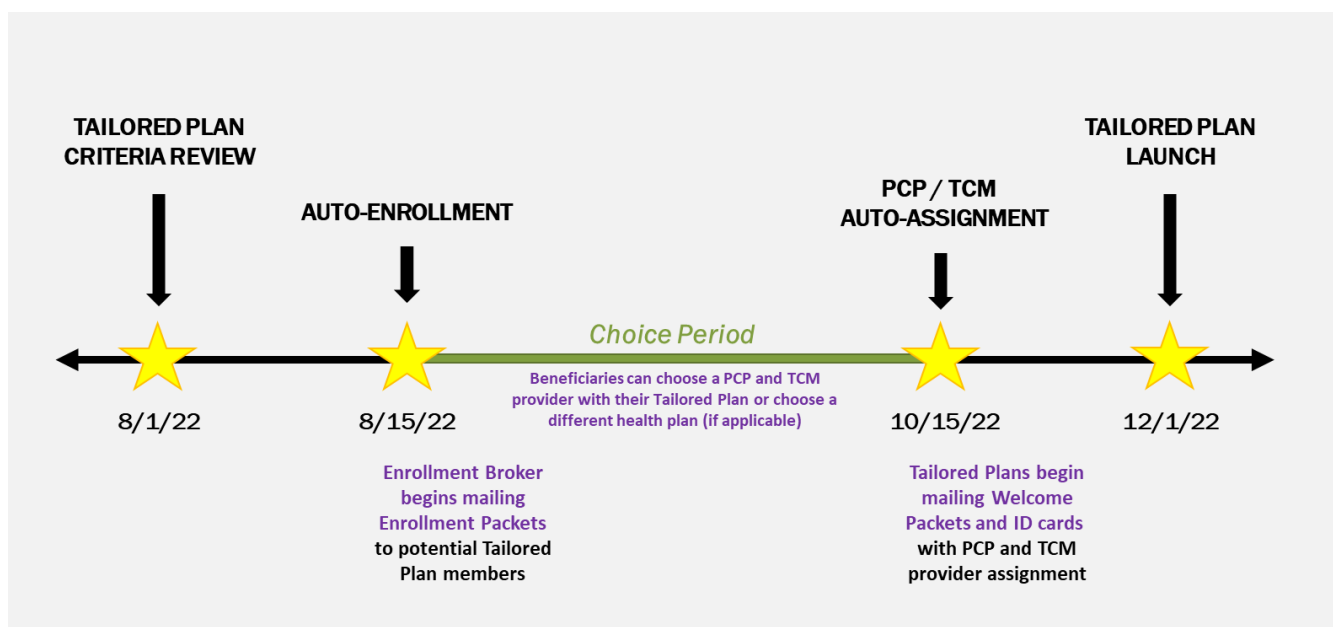 TAILORED PLAN
CRITERIA REVIEW
AUTO-ENROLLMENT
PCP / TCM
AUTO-ASSIGNMENT
TAILORED PLAN
LAUNCH
Choice Period
Beneficiaries can choose a PCP and TCM
provider with their Tailored Plan or choose a
different health plan (if applicable)
8/1/22
8/15/22
10/15/22
12/1/22
Enrollment Broker
begins mailing
Enrollment Packets
to potential Tailored
Plan members
Tailored Plans begin
mailing Welcome
Packets and ID cards
with PCP and TCM
provider assignment